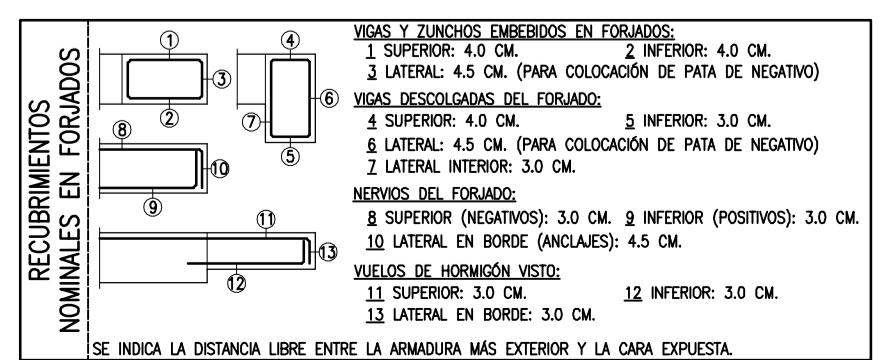 RECUBRIMIENTOS
NOMINALES EN FORJADOS
1
2
3
4
5
6
7
8
9
10
11
12
13
VIGAS Y ZUNCHOS EMBEBIDOS EN FORJADOS:
1 SUPERIOR: 4.0 CM. 2 INFERIOR: 4.0 CM.
3 LATERAL: 4.5 CM. (PARA COLOCACIÓN DE PATA DE NEGATIVO)
VIGAS DESCOLGADAS DEL FORJADO:
4 SUPERIOR: 4.0 CM. 5 INFERIOR: 3.0 CM.
6 LATERAL: 4.5 CM. (PARA COLOCACIÓN DE PATA DE NEGATIVO)
7 LATERAL INTERIOR: 3.0 CM.
NERVIOS DEL FORJADO:
8 SUPERIOR (NEGATIVOS): 3.0 CM. 9 INFERIOR (POSITIVOS): 3.0 CM.
10 LATERAL EN BORDE (ANCLAJES): 4.5 CM.
VUELOS DE HORMIGÓN VISTO:
11 SUPERIOR: 3.0 CM. 12 INFERIOR: 3.0 CM.
13 LATERAL EN BORDE: 3.0 CM.
SE INDICA LA DISTANCIA LIBRE ENTRE LA ARMADURA MÁS EXTERIOR Y LA CARA EXPUESTA.